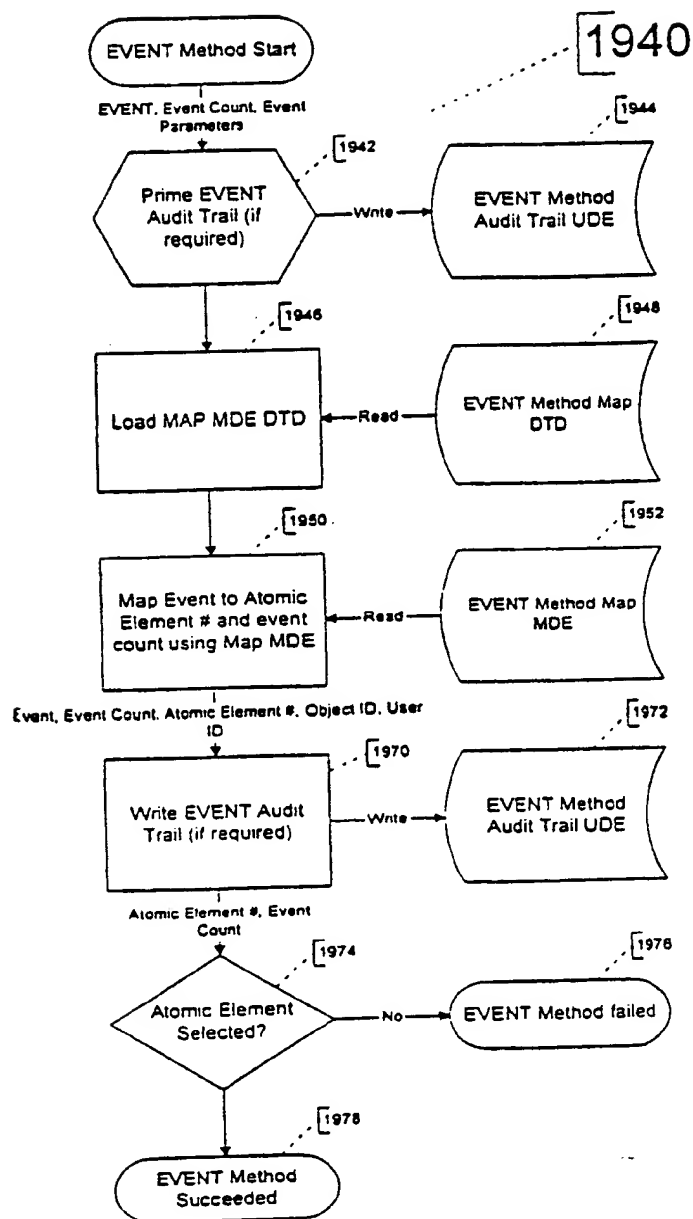 EVENT Method Start
1940
EVENT, Event Count, Event
Parameters
1942
1944
Prime EVENT
Audit Trail (if
required)
Write
EVENT Method
Audit Trail UDE
1946
1948
Load MAP MDE DTD
Read
EVENT Method Map
DTD
1950
1952
Map Event to Atomic
Element # and event
count using Map MDE
Read
EVENT Method Map
MDE
Event, Event Count, Atomic Element #, Object ID, User
ID
1970
1972
Write EVENT Audit
Trail (if required)
Write
EVENT Method
Audit Trail UDE
Atomic Element #, Event
Count
1974
1976
Atomic Element
Selected?
No
EVENT Method failed
1978
EVENT Method
Succeeded